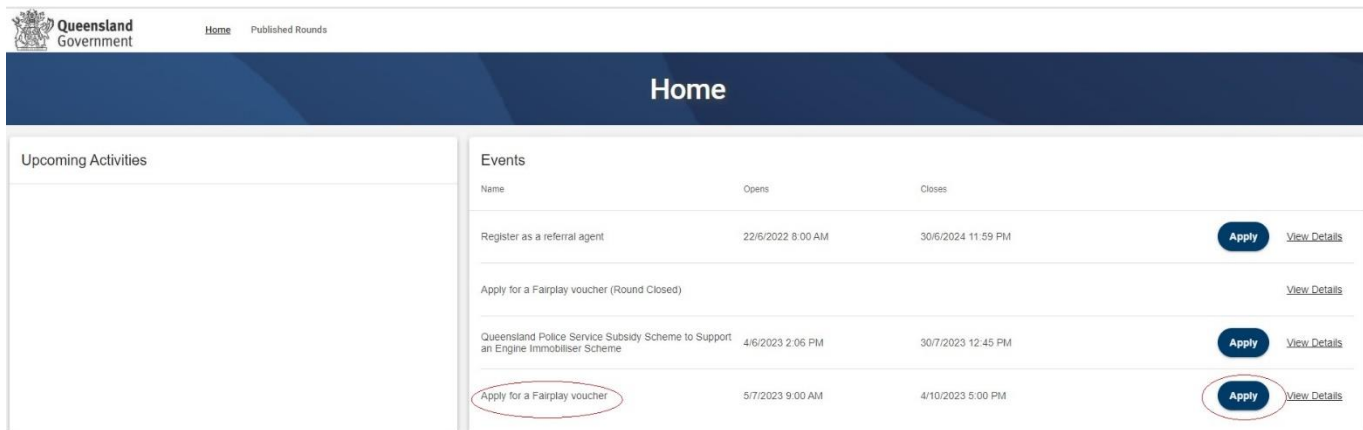 Queensland
Government
Home Published Rounds
Home
Upcoming Activities
Events
Name Opens Closes
Register as a referral agent 22/6/2022 8:00 AM 30/6/2024 11:59 PM Apply View Details
Apply for a Fairplay voucher (Round Closed) View Details
Queensland Police Service Subsidy Scheme to Support
an Engine Immobiliser Scheme 4/6/2023 2:06 PM 30/7/2023 12:45 PM Apply View Details
Apply for a Fairplay voucher 5/7/2023 9:00 AM 4/10/2023 5:00 PM Apply View Details